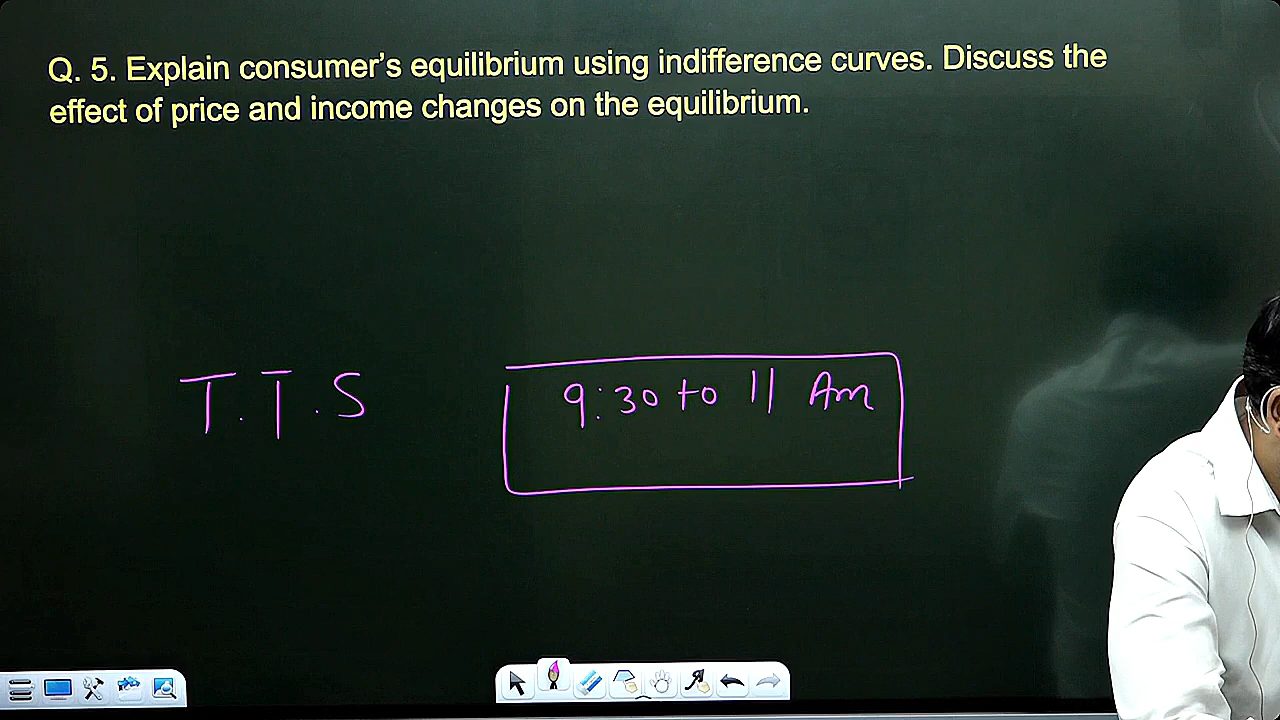 Q. 5. Explain consumer’s equilibrium using indifference curves. Discuss the
effect of price and income changes on the equilibrium.
T.T.S
9:30 to 11 Am